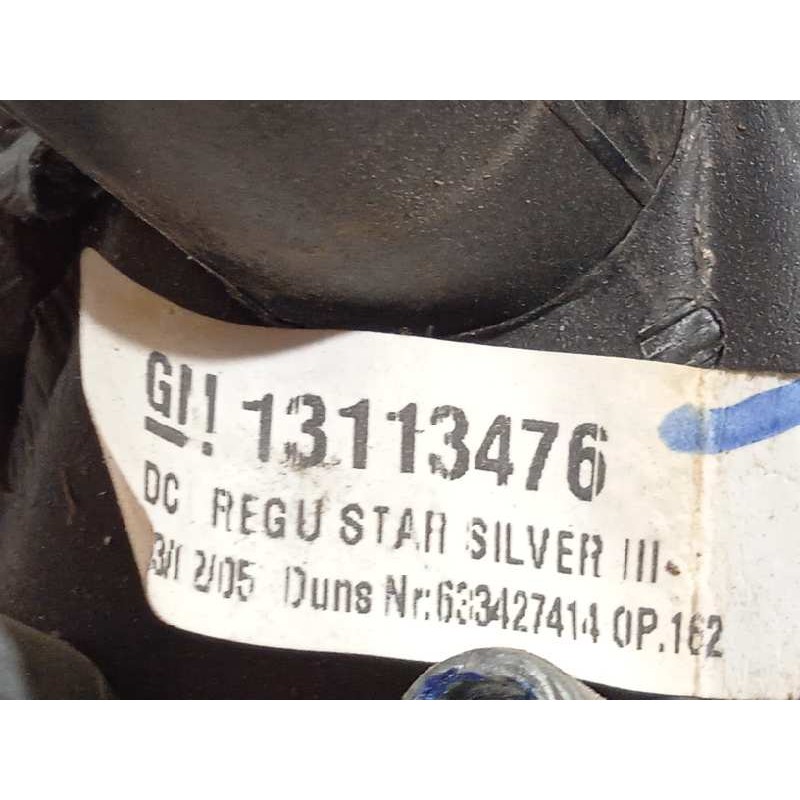 GM 13113476
DC REGU STAR SILVER III
2/05 Duns Nr:633427414 OP.162